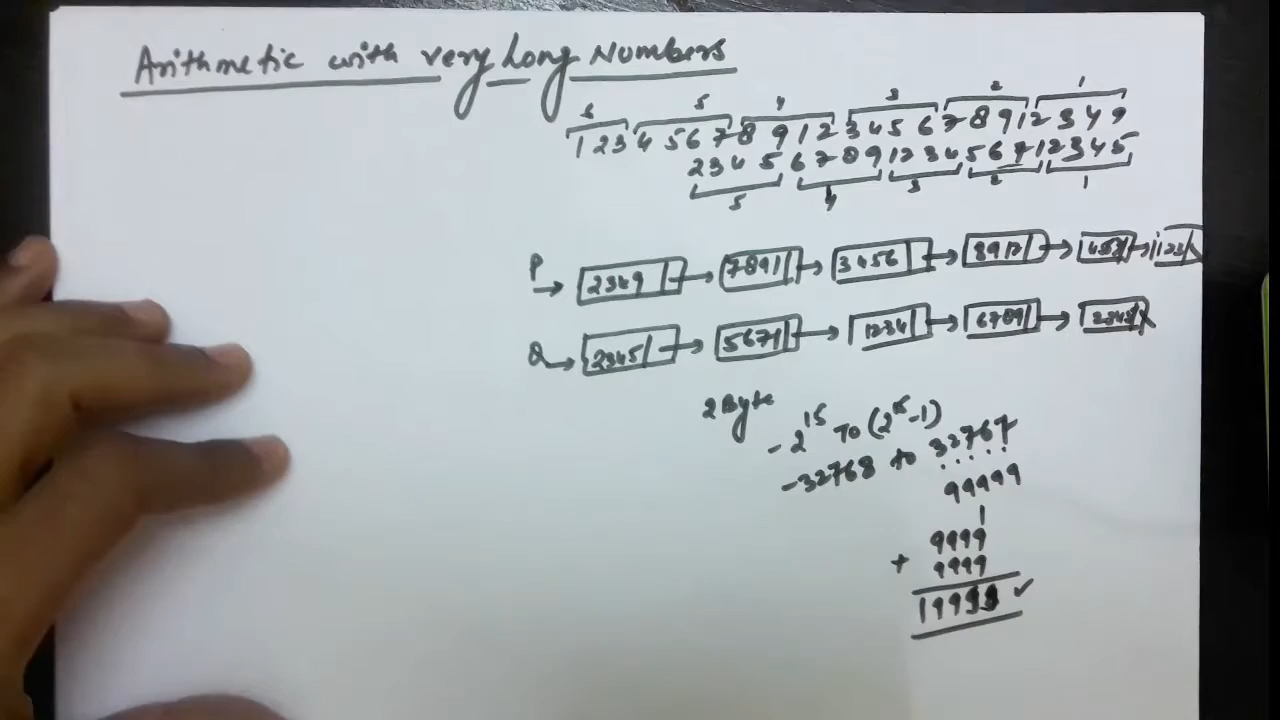 Arithmetic with very Long Numbers
6 5 4 3 2 1
1 2 3 4 5 6 7 8 9 1 2 3 4 5 6 7 8 9 1 2 3 4 9
2 3 4 5 6 7 8 9 1 2 3 4 5 6 7 1 2 3 4 5
5 4 3 2 1
P → 2349 → 7891 → 3456 → 8912 → 4567 → 123
Q → 2345 → 5671 → 1234 → 6789 → 2345
2 Byte
-2^15 To (2^15-1)
-32768 to 32767
99999
1
9999
+ 9999
19999 ✓